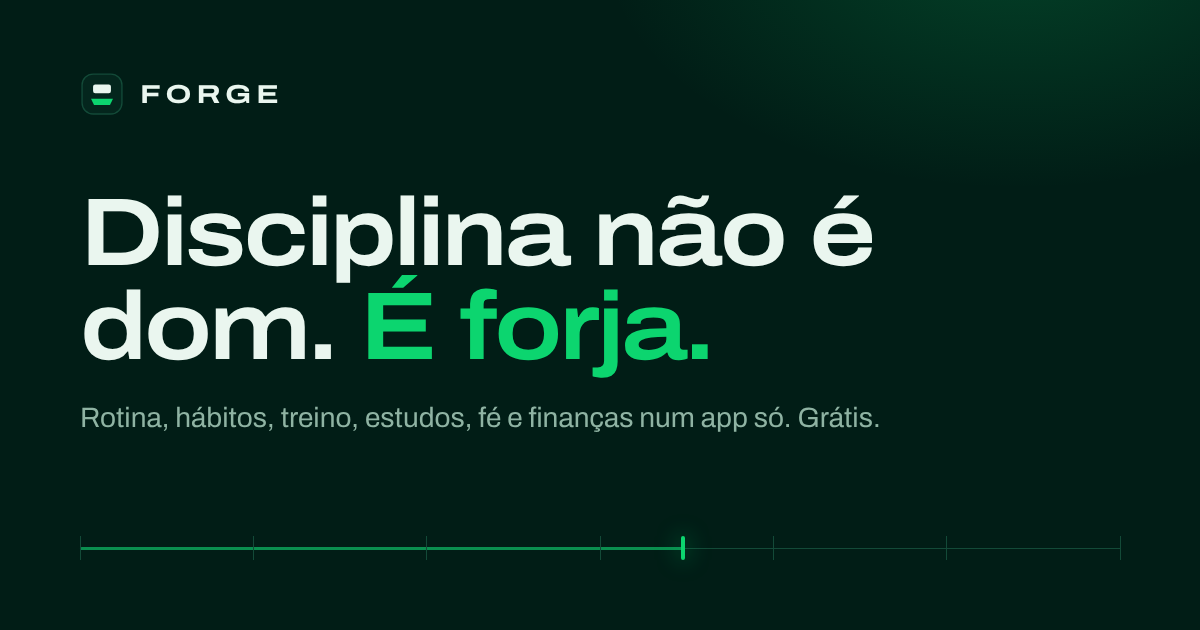 FORGE
Disciplina não é
dom. É forja.
Rotina, hábitos, treino, estudos, fé e finanças num app só. Grátis.